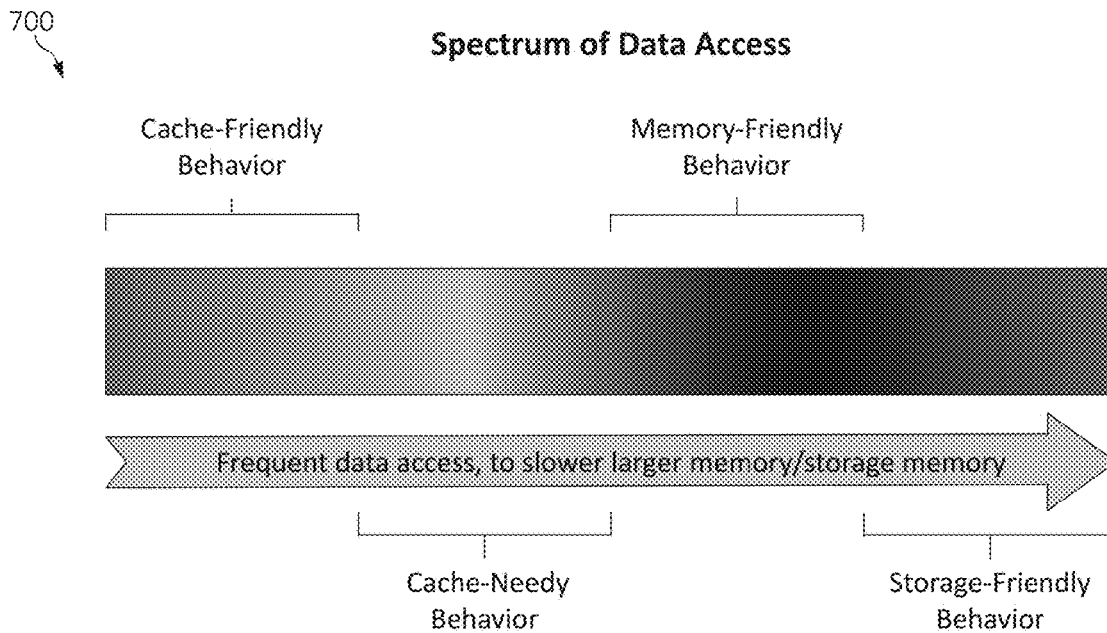 700
Spectrum of Data Access
Cache-Friendly
Behavior
Memory-Friendly
Behavior
Frequent data access, to slower larger memory/storage memory
Cache-Needy
Behavior
Storage-Friendly
Behavior